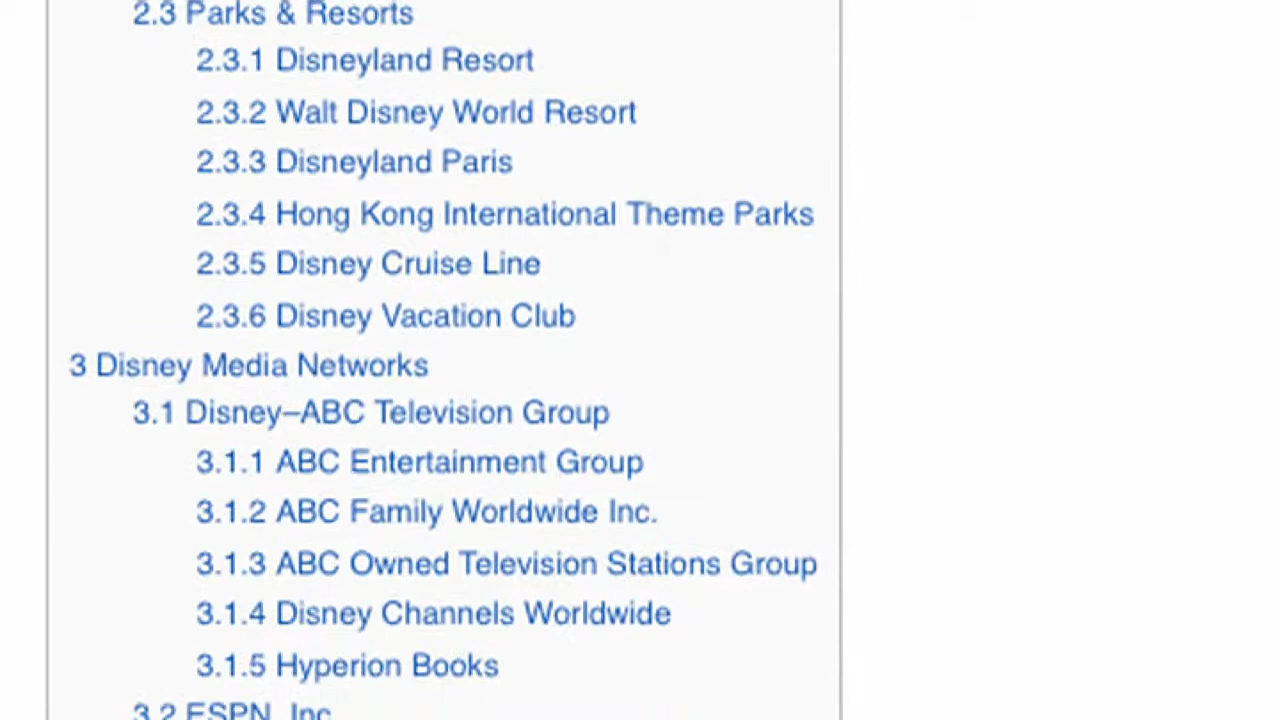 2.3 Parks & Resorts
2.3.1 Disneyland Resort
2.3.2 Walt Disney World Resort
2.3.3 Disneyland Paris
2.3.4 Hong Kong International Theme Parks
2.3.5 Disney Cruise Line
2.3.6 Disney Vacation Club
3 Disney Media Networks
3.1 Disney–ABC Television Group
3.1.1 ABC Entertainment Group
3.1.2 ABC Family Worldwide Inc.
3.1.3 ABC Owned Television Stations Group
3.1.4 Disney Channels Worldwide
3.1.5 Hyperion Books
3.2 ESPN, Inc